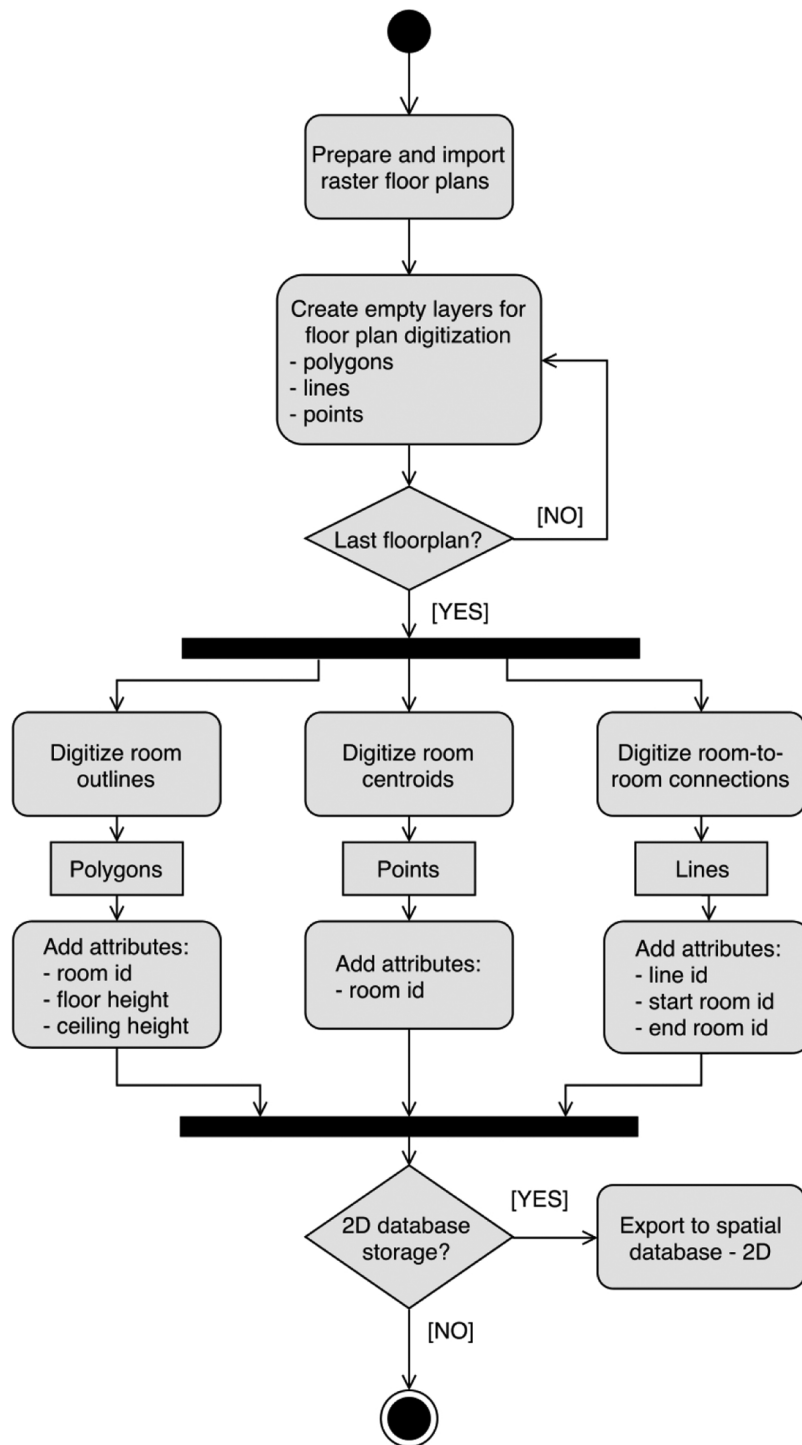 Prepare and import
raster floor plans
Create empty layers for
floor plan digitization
- polygons
- lines
- points
[NO]
Last floorplan?
[YES]
Digitize room
outlines
Digitize room
centroids
Digitize room-to-
room connections
Polygons
Points
Lines
Add attributes:
- room id
- floor height
- ceiling height
Add attributes:
- room id
Add attributes:
- line id
- start room id
- end room id
2D database
storage?
[YES]
Export to spatial
database - 2D
[NO]